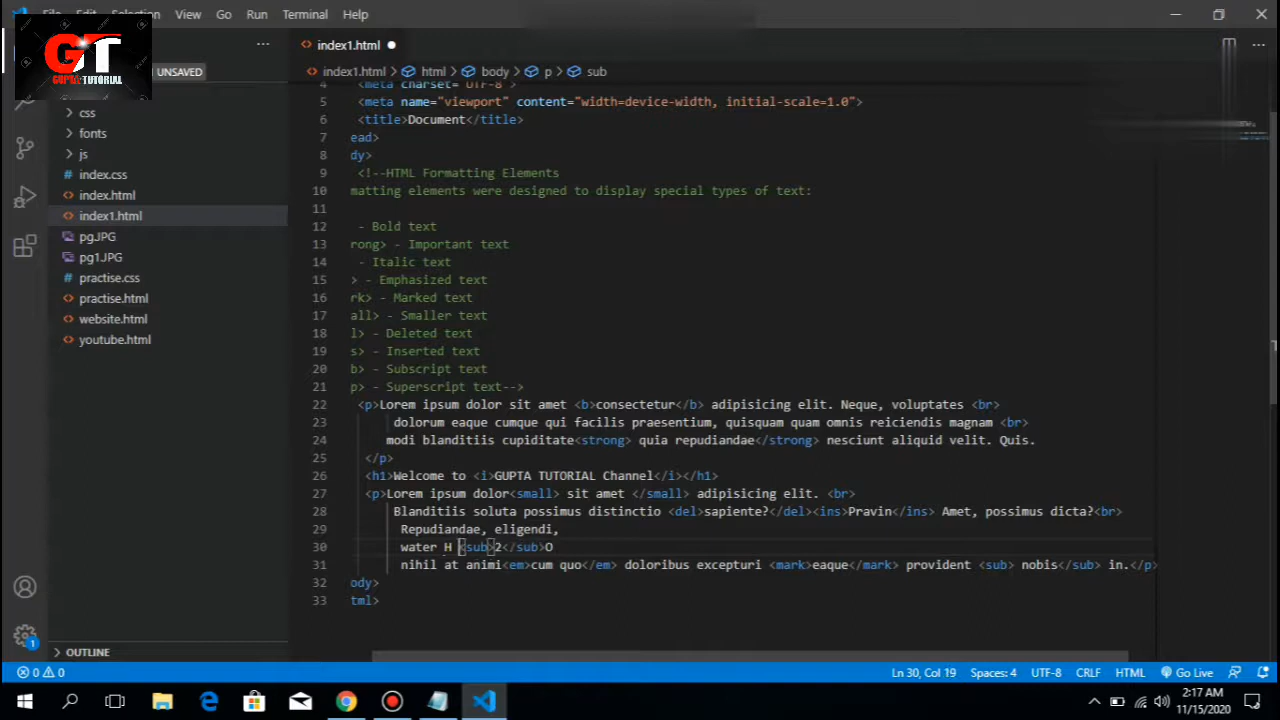 File Edit Selection View Go Run Terminal Help
GT
GUPTA TUTORIAL
UNSAVED
css
fonts
js
index.css
index.html
index1.html
pg.JPG
pg1.JPG
practise.css
practise.html
website.html
youtube.html
OUTLINE
index1.html
index1.html > html > body > p > sub
4 <meta charset="UTF-8">
5 <meta name="viewport" content="width=device-width, initial-scale=1.0">
6 <title>Document</title>
7 ead>
8 dy>
9 <!--HTML Formatting Elements
10 matting elements were designed to display special types of text:
11
12 - Bold text
13 rong> - Important text
14 - Italic text
15 > - Emphasized text
16 rk> - Marked text
17 all> - Smaller text
18 l> - Deleted text
19 s> - Inserted text
20 b> - Subscript text
21 p> - Superscript text-->
22 <p>Lorem ipsum dolor sit amet <b>consectetur</b> adipisicing elit. Neque, voluptates <br>
23 dolorum eaque cumque qui facilis praesentium, quisquam quam omnis reiciendis magnam <br>
24 modi blanditiis cupiditate<strong> quia repudiandae</strong> nesciunt aliquid velit. Quis.
25 </p>
26 <h1>Welcome to <i>GUPTA TUTORIAL Channel</i></h1>
27 <p>Lorem ipsum dolor<small> sit amet </small> adipisicing elit. <br>
28 Blanditiis soluta possimus distinctio <del>sapiente?</del><ins>Pravin</ins> Amet, possimus dicta?<br>
29 Repudiandae, eligendi,
30 water H <sub>2</sub>O
31 nihil at animi<em>cum quo</em> doloribus excepturi <mark>eaque</mark> provident <sub> nobis</sub> in.</p>
32 ody>
33 tml>
0 0 Ln 30, Col 19 Spaces: 4 UTF-8 CRLF HTML Go Live
1
2:17 AM
11/15/2020